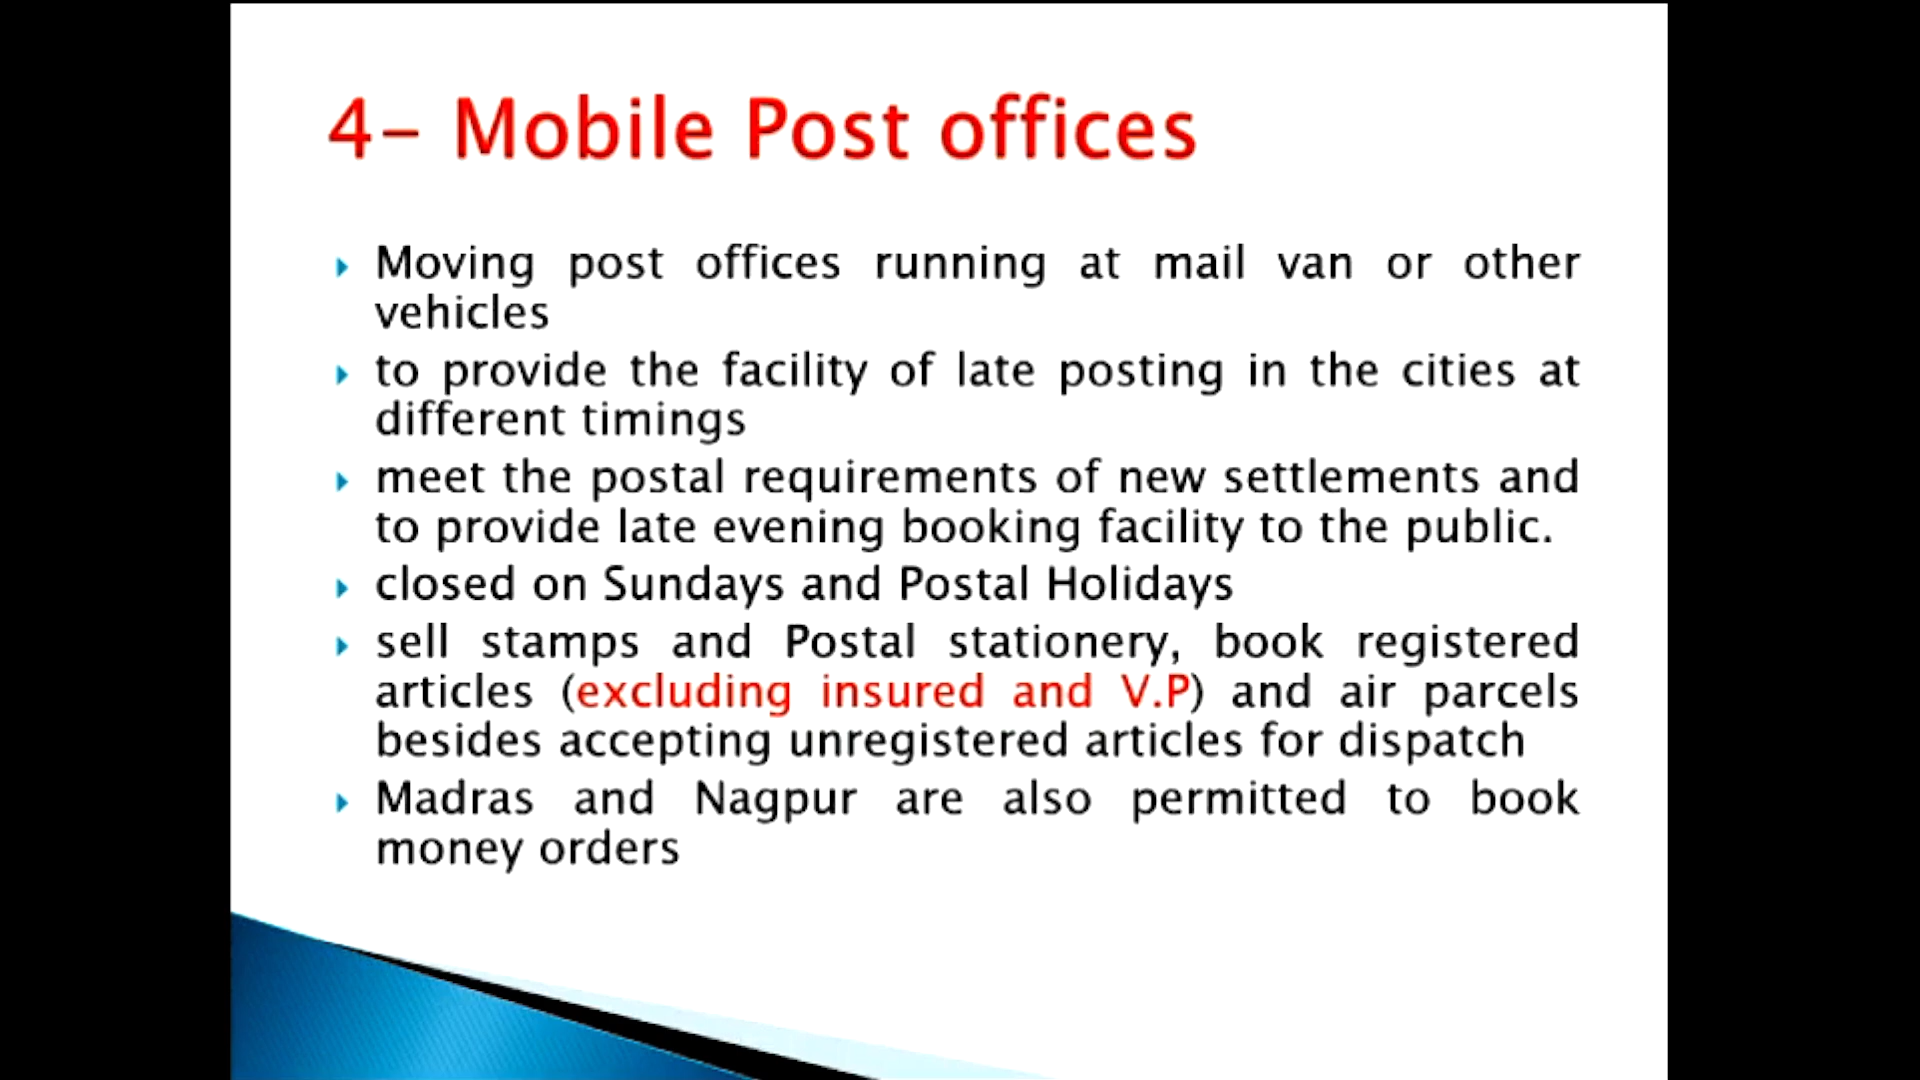 4- Mobile Post offices
Moving post offices running at mail van or other
vehicles
to provide the facility of late posting in the cities at
different timings
meet the postal requirements of new settlements and
to provide late evening booking facility to the public.
closed on Sundays and Postal Holidays
sell stamps and Postal stationery, book registered
articles (excluding insured and V.P) and air parcels
besides accepting unregistered articles for dispatch
Madras and Nagpur are also permitted to book
money orders